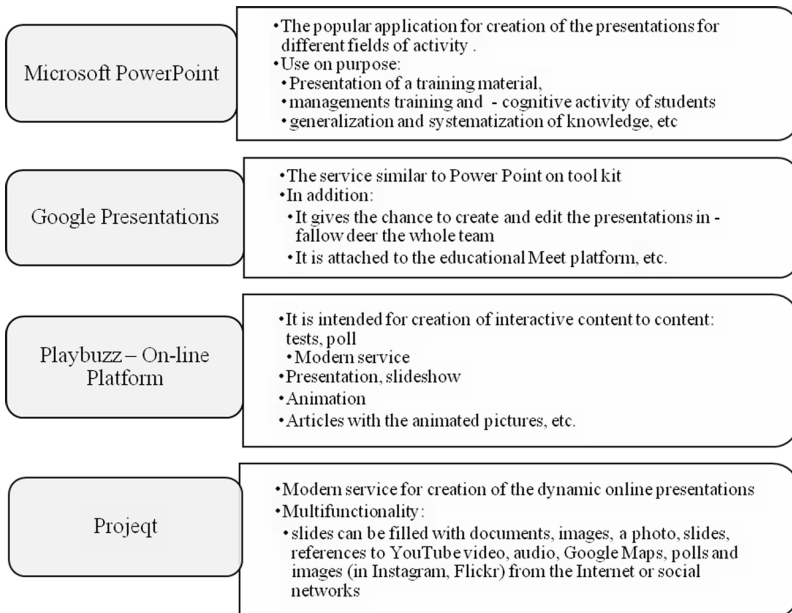 Microsoft PowerPoint
•The popular application for creation of the presentations for
different fields of activity .
•Use on purpose:
•Presentation of a training material,
•managements training and - cognitive activity of students
•generalization and systematization of knowledge, etc
Google Presentations
•The service similar to Power Point on tool kit
•In addition:
•It gives the chance to create and edit the presentations in -
fallow deer the whole team
•It is attached to the educational Meet platform, etc.
Playbuzz – On-line
Platform
•It is intended for creation of interactive content to content:
tests, poll
•Modern service
•Presentation, slideshow
•Animation
•Articles with the animated pictures, etc.
Projeqt
•Modern service for creation of the dynamic online presentations
•Multifunctionality:
•slides can be filled with documents, images, a photo, slides,
references to YouTube video, audio, Google Maps, polls and
images (in Instagram, Flickr) from the Internet or social
networks